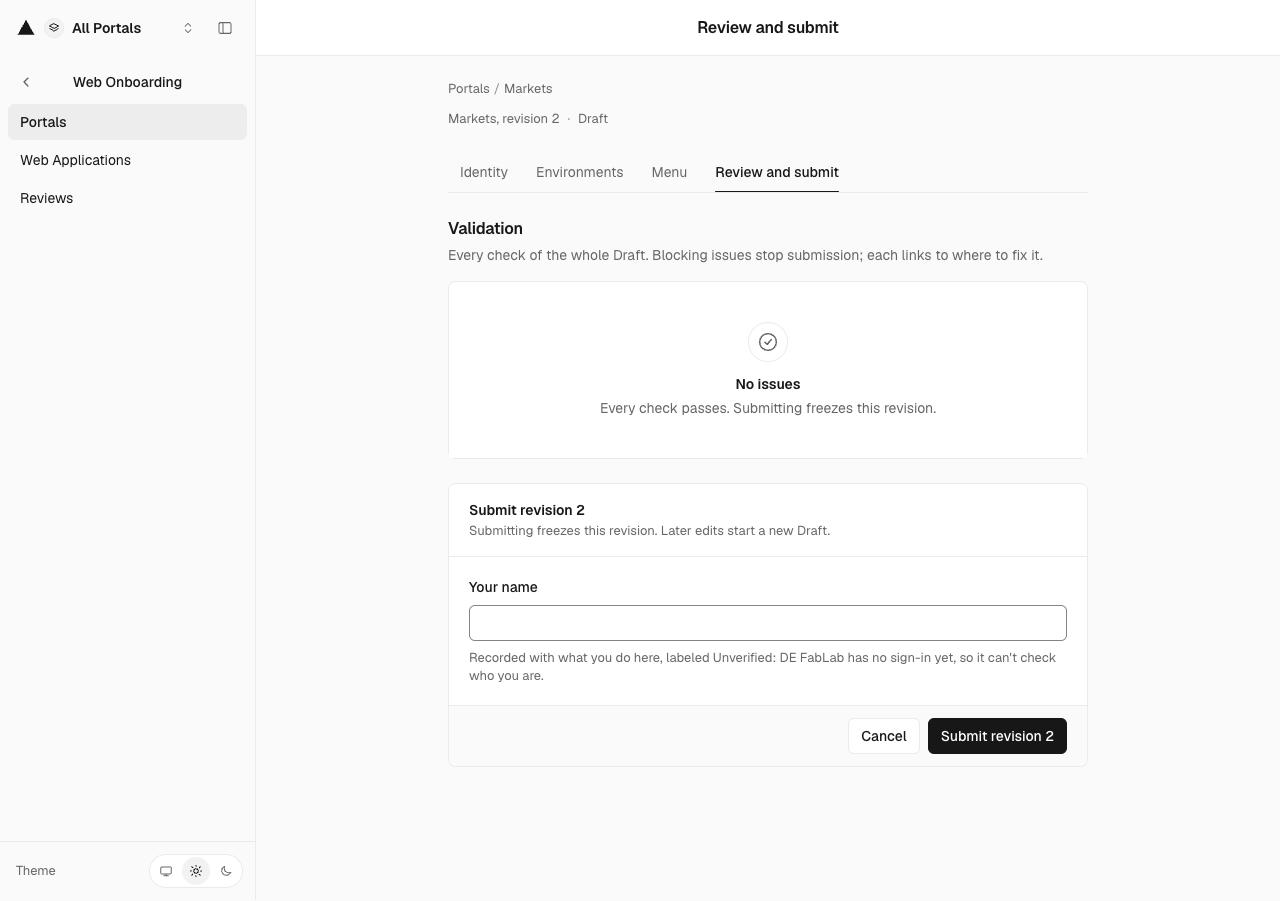 All Portals
Web Onboarding
Portals
Web Applications
Reviews
Theme
Review and submit
Portals / Markets
Markets, revision 2 · Draft
Identity
Environments
Menu
Review and submit
Validation
Every check of the whole Draft. Blocking issues stop submission; each links to where to fix it.
No issues
Every check passes. Submitting freezes this revision.
Submit revision 2
Submitting freezes this revision. Later edits start a new Draft.
Your name
Recorded with what you do here, labeled Unverified: DE FabLab has no sign-in yet, so it can't check
who you are.
Cancel
Submit revision 2